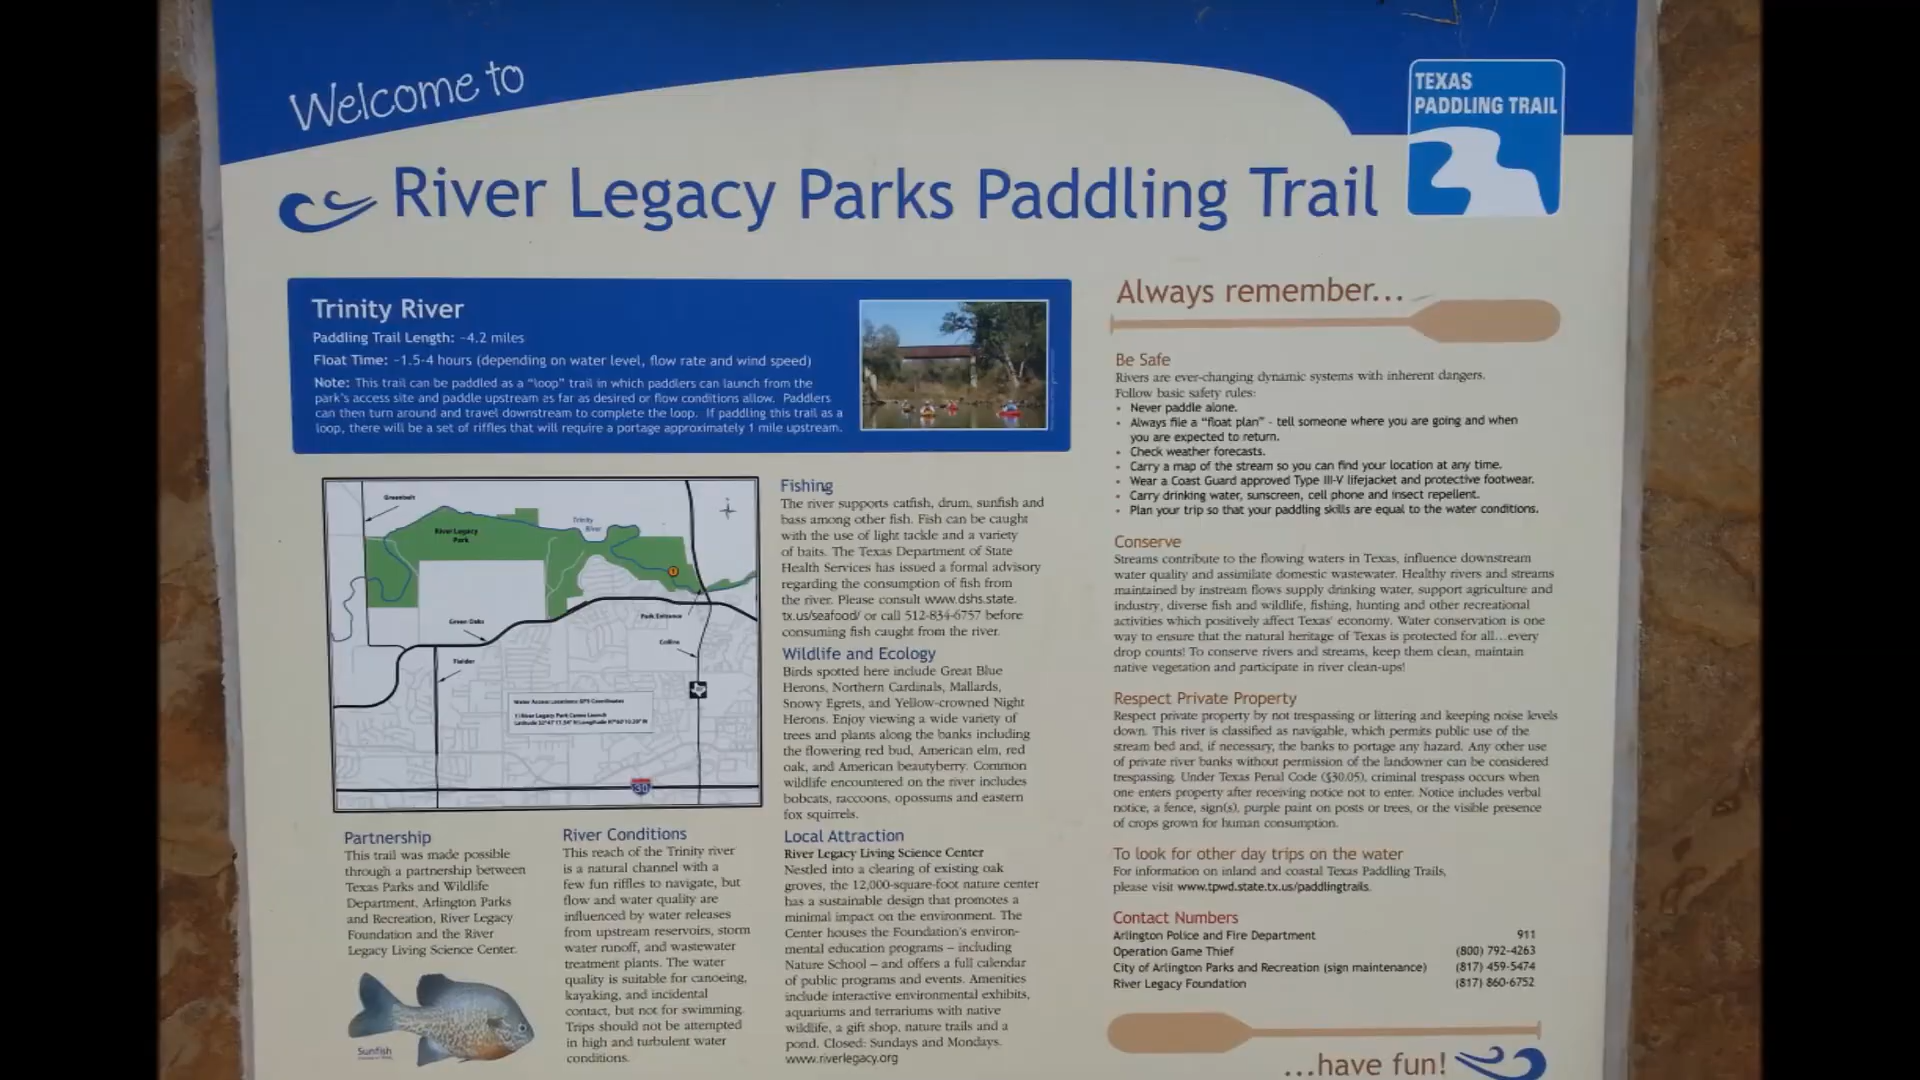 Welcome to
River Legacy Parks Paddling Trail
TEXAS
PADDLING TRAIL
Trinity River
Paddling Trail Length: ~4.2 miles
Float Time: ~1.5-4 hours (depending on water level, flow rate and wind speed)
Note: This trail can be paddled as a "loop" trail in which paddlers can launch from the
park's access site and paddle upstream as far as desired or flow conditions allow. Paddlers
can then turn around and travel downstream to complete the loop. If paddling this trail as a
loop, there will be a set of riffles that will require a portage approximately 1 mile upstream.
Greenbelt
River Legacy
Park
Trinity
River
1
Park Entrance
Green Oaks
Collins
Fielder
Water Access Locations: GPS Coordinates
1) River Legacy Park Canoe Launch
30
Partnership
This trail was made possible
through a partnership between
Texas Parks and Wildlife
Department, Arlington Parks
and Recreation, River Legacy
Foundation and the River
Legacy Living Science Center.
Sunfish
River Conditions
This reach of the Trinity river
is a natural channel with a
few fun riffles to navigate, but
flow and water quality are
influenced by water releases
from upstream reservoirs, storm
water runoff, and wastewater
treatment plants. The water
quality is suitable for canoeing,
kayaking, and incidental
contact, but not for swimming.
Trips should not be attempted
in high and turbulent water
conditions.
Fishing
The river supports catfish, drum, sunfish and
bass among other fish. Fish can be caught
with the use of light tackle and a variety
of baits. The Texas Department of State
Health Services has issued a formal advisory
regarding the consumption of fish from
the river. Please consult www.dshs.state.
tx.us/seafood/ or call 512-834-6757 before
consuming fish caught from the river.
Wildlife and Ecology
Birds spotted here include Great Blue
Herons, Northern Cardinals, Mallards,
Snowy Egrets, and Yellow-crowned Night
Herons. Enjoy viewing a wide variety of
trees and plants along the banks including
the flowering red bud, American elm, red
oak, and American beautyberry. Common
wildlife encountered on the river includes
bobcats, raccoons, opossums and eastern
fox squirrels.
Local Attraction
River Legacy Living Science Center
Nestled into a clearing of existing oak
groves, the 12,000-square-foot nature center
has a sustainable design that promotes a
minimal impact on the environment. The
Center houses the Foundation's environ-
mental education programs – including
Nature School – and offers a full calendar
of public programs and events. Amenities
include interactive environmental exhibits,
aquariums and terrariums with native
wildlife, a gift shop, nature trails and a
pond. Closed: Sundays and Mondays.
www.riverlegacy.org
Always remember...
Be Safe
Rivers are ever-changing dynamic systems with inherent dangers.
Follow basic safety rules:
• Never paddle alone.
• Always file a "float plan" - tell someone where you are going and when
you are expected to return.
• Check weather forecasts.
• Carry a map of the stream so you can find your location at any time.
• Wear a Coast Guard approved Type III-V lifejacket and protective footwear.
• Carry drinking water, sunscreen, cell phone and insect repellent.
• Plan your trip so that your paddling skills are equal to the water conditions.
Conserve
Streams contribute to the flowing waters in Texas, influence downstream
water quality and assimilate domestic wastewater. Healthy rivers and streams
maintained by instream flows supply drinking water, support agriculture and
industry, diverse fish and wildlife, fishing, hunting and other recreational
activities which positively affect Texas' economy. Water conservation is one
way to ensure that the natural heritage of Texas is protected for all...every
drop counts! To conserve rivers and streams, keep them clean, maintain
native vegetation and participate in river clean-ups!
Respect Private Property
Respect private property by not trespassing or littering and keeping noise levels
down. This river is classified as navigable, which permits public use of the
stream bed and, if necessary, the banks to portage any hazard. Any other use
of private river banks without permission of the landowner can be considered
trespassing. Under Texas Penal Code (§30.05), criminal trespass occurs when
one enters property after receiving notice not to enter. Notice includes verbal
notice, a fence, sign(s), purple paint on posts or trees, or the visible presence
of crops grown for human consumption.
To look for other day trips on the water
For information on inland and coastal Texas Paddling Trails,
please visit www.tpwd.state.tx.us/paddlingtrails.
Contact Numbers
Arlington Police and Fire Department 911
Operation Game Thief (800) 792-4263
City of Arlington Parks and Recreation (sign maintenance) (817) 459-5474
River Legacy Foundation (817) 860-6752
...have fun!